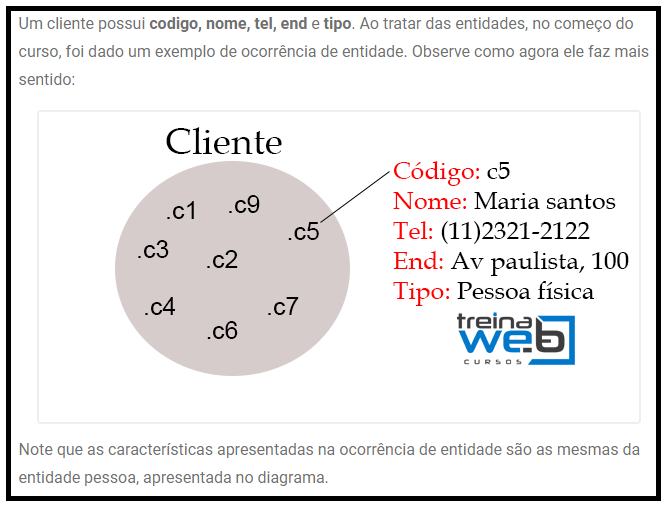 Um cliente possui codigo, nome, tel, end e tipo. Ao tratar das entidades, no começo do
curso, foi dado um exemplo de ocorrência de entidade. Observe como agora ele faz mais
sentido:
Cliente
.c1
.c9
.c5
.c3
.c2
.c4
.c7
.c6
Código: c5
Nome: Maria santos
Tel: (11)2321-2122
End: Av paulista, 100
Tipo: Pessoa física
treina
web
CURSOS
Note que as características apresentadas na ocorrência de entidade são as mesmas da
entidade pessoa, apresentada no diagrama.